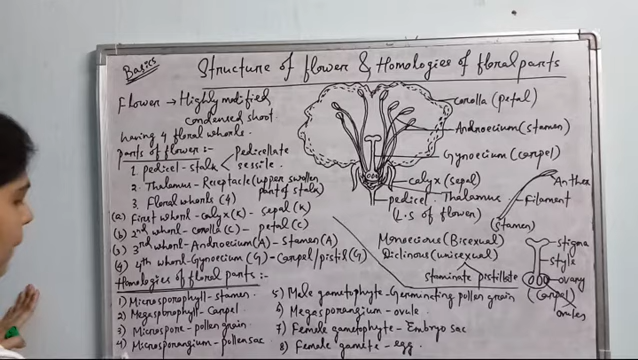 Basics
Structure of flower & Homologies of floral parts
Flower → Highly modified
condensed shoot
having 4 floral whorls.
Parts of flower :-
1. Pedicel - stalk < Pedicellate
sessile.
2. Thalamus - Receptacle (upper swollen
part of stalk)
3. Floral whorls (4)
(a) First whorl - calyx (K) - sepal (K)
(b) 2nd whorl - corolla (C) - petal (C)
(3) 3rd whorl - Androecium (A) - Stamen (A)
(4) 4th whorl - Gynoecium (G) - Carpel/pistil (G)
Homologies of floral parts :-
1) Microsporophyll - stamen.
2) Megasporophyll - Carpel
3) Microspore - pollen grain
4) Microsporangium - pollen sac
5) Male gametophyte - Germinating pollen grain
6) Megasporangium - ovule.
7) Female gametophyte - Embryo sac
8) Female gamete - egg.
corolla (petal)
Androecium (stamen)
Gynoecium (carpel)
calyx (sepal)
pedicel Thalamus
(L.S of flower)
Anther
Filament
(stamen)
Monoecious (Bisexual)
Diclinous (unisexual)
Staminate pistillate
stigma
style
ovary
(Carpel)
ovules